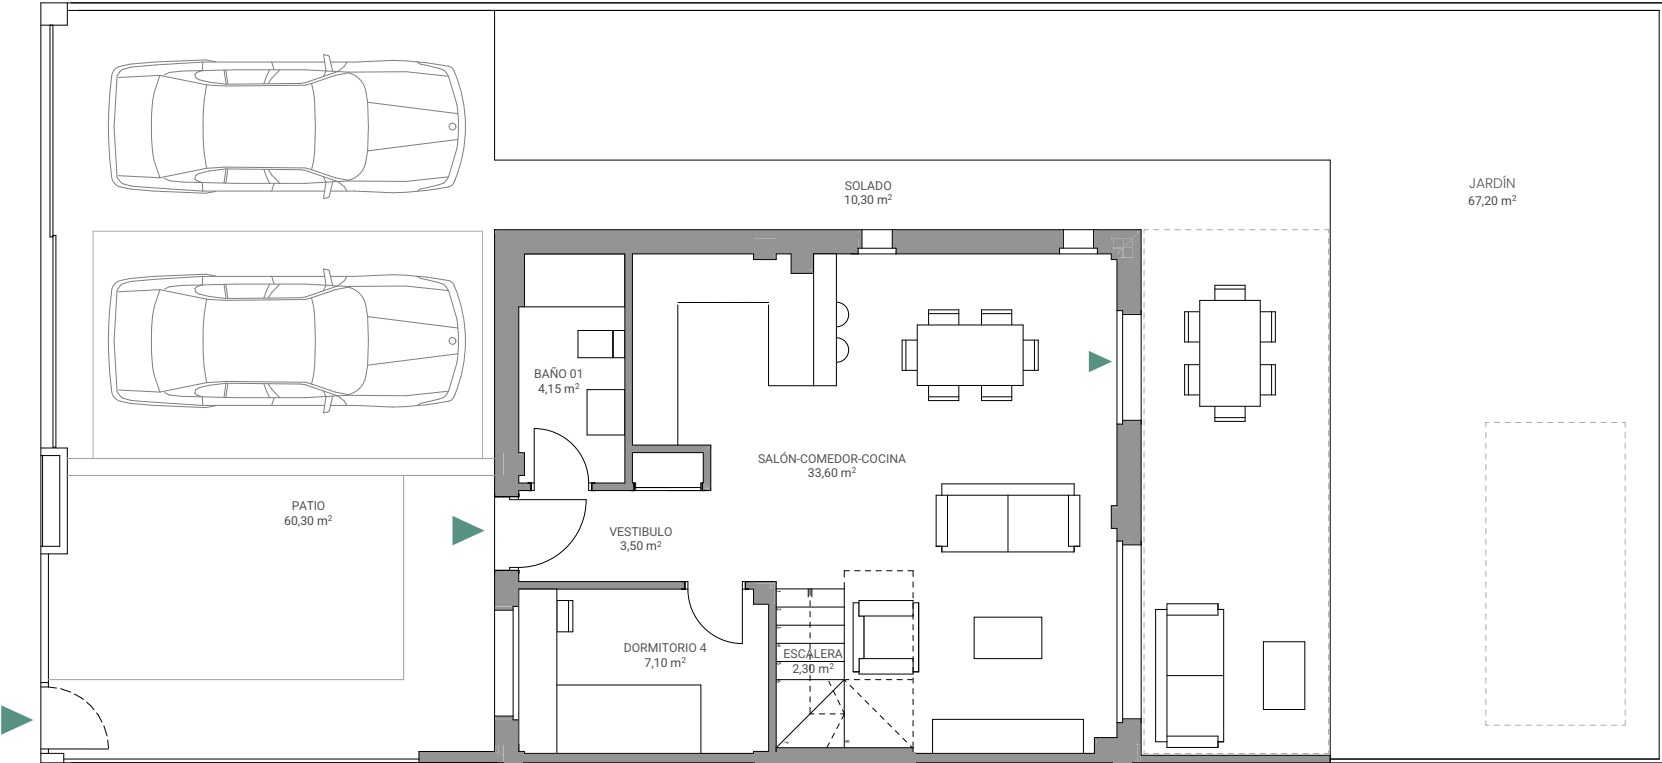 SOLADO
10,30 m²
JARDÍN
67,20 m²
BAÑO 01
4,15 m²
SALÓN-COMEDOR-COCINA
33,60 m²
PATIO
60,30 m²
VESTIBULO
3,50 m²
DORMITORIO 4
7,10 m²
ESCALERA
2,30 m²